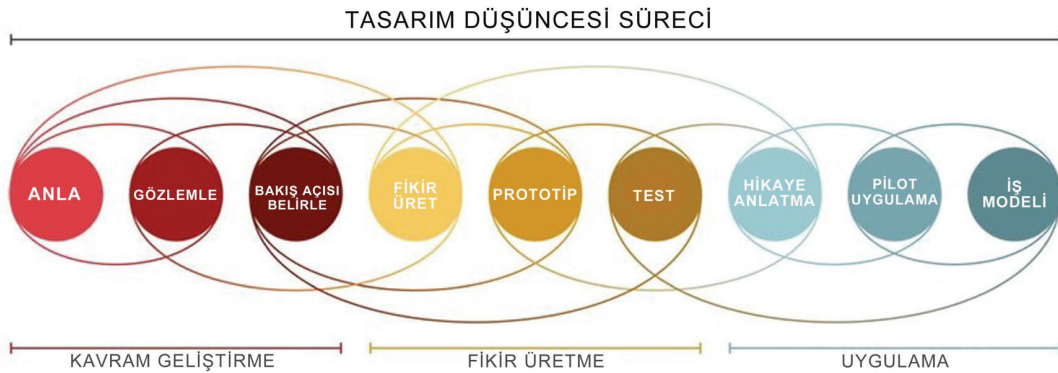 TASARIM DÜŞÜNCESİ SÜRECİ
ANLA
GÖZLEMLE
BAKIŞ AÇISI
BELİRLE
FİKİR
ÜRET
PROTOTİP
TEST
HİKAYE
ANLATMA
PİLOT
UYGULAMA
İŞ
MODELİ
KAVRAM GELİŞTİRME
FİKİR ÜRETME
UYGULAMA